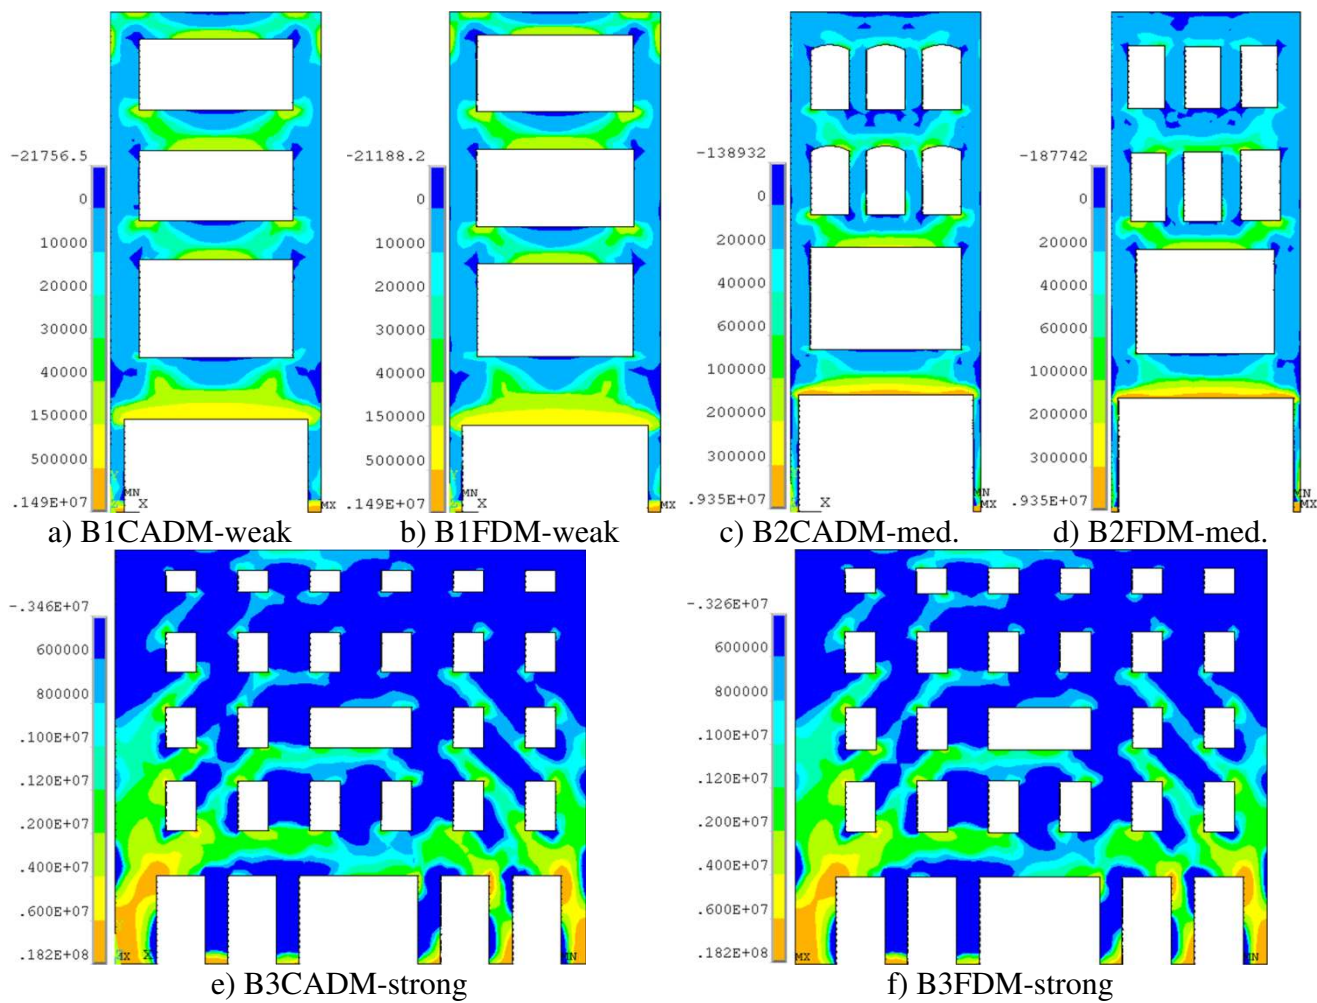 -21756.5
0
10000
20000
30000
40000
150000
500000
.149E+07
MN
X
MX
-21188.2
0
10000
20000
30000
40000
150000
500000
.149E+07
MN
X
MX
-138932
0
20000
40000
60000
100000
200000
300000
.935E+07
X
MN
MX
-187742
0
20000
40000
60000
100000
200000
300000
.935E+07
MN
MX
a) B1CADM-weak b) B1FDM-weak c) B2CADM-med. d) B2FDM-med.
-.346E+07
600000
800000
.100E+07
.120E+07
.200E+07
.400E+07
.600E+07
.182E+08
MX X
MN
-.326E+07
600000
800000
.100E+07
.120E+07
.200E+07
.400E+07
.600E+07
.182E+08
MX
MN
e) B3CADM-strong f) B3FDM-strong